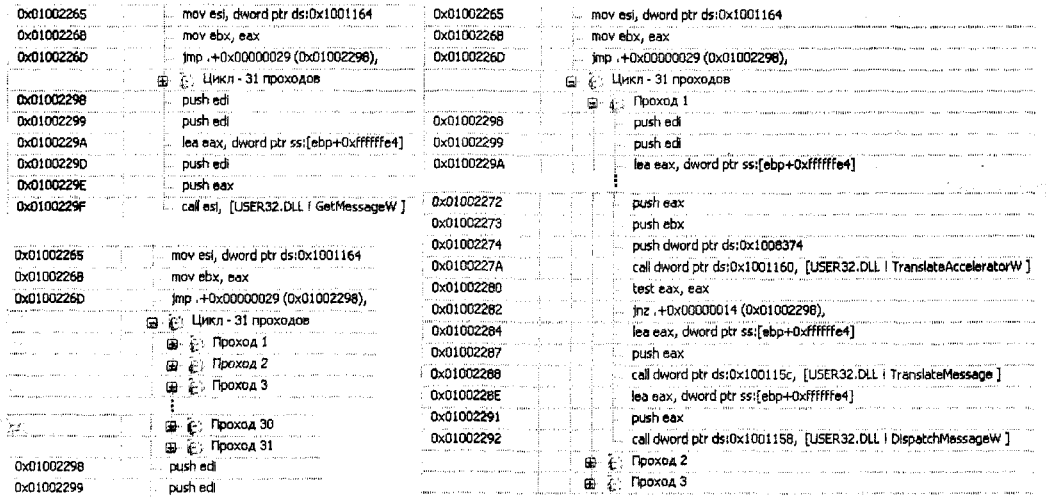 0x01002265 mov esi, dword ptr ds:0x1001164
0x01002268 mov ebx, eax
0x0100226D jmp .+0x00000029 (0x01002298),
Цикл - 31 проходов
0x01002298 push edi
0x01002299 push edi
0x0100229A lea eax, dword ptr ss:[ebp+0xffffffe4]
0x0100229D push edi
0x0100229E push eax
0x0100229F call esi, [USER32.DLL ! GetMessageW ]
0x01002265 mov esi, dword ptr ds:0x1001164
0x01002268 mov ebx, eax
0x0100226D jmp .+0x00000029 (0x01002298),
Цикл - 31 проходов
Проход 1
Проход 2
Проход 3
Проход 30
Проход 31
0x01002298 push edi
0x01002299 push edi
0x01002265 mov esi, dword ptr ds:0x1001164
0x01002268 mov ebx, eax
0x0100226D jmp .+0x00000029 (0x01002298),
Цикл - 31 проходов
Проход 1
0x01002298 push edi
0x01002299 push edi
0x0100229A lea eax, dword ptr ss:[ebp+0xffffffe4]
0x01002272 push eax
0x01002273 push ebx
0x01002274 push dword ptr ds:0x1008374
0x0100227A call dword ptr ds:0x1001160, [USER32.DLL ! TranslateAcceleratorW ]
0x01002280 test eax, eax
0x01002282 jnz .+0x00000014 (0x01002298),
0x01002284 lea eax, dword ptr ss:[ebp+0xffffffe4]
0x01002287 push eax
0x01002288 call dword ptr ds:0x100115c, [USER32.DLL ! TranslateMessage ]
0x0100228E lea eax, dword ptr ss:[ebp+0xffffffe4]
0x01002291 push eax
0x01002292 call dword ptr ds:0x1001158, [USER32.DLL ! DispatchMessageW ]
Проход 2
Проход 3